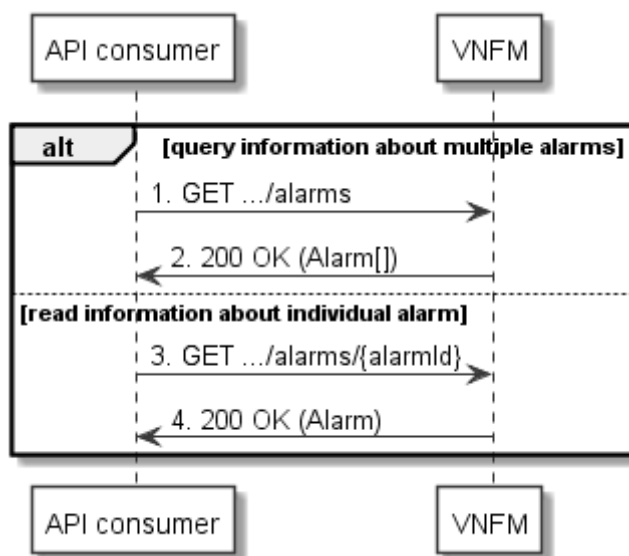 API consumer
VNFM
alt
[query information about multiple alarms]
1. GET .../alarms
2. 200 OK (Alarm[])
[read information about individual alarm]
3. GET .../alarms/{alarmId}
4. 200 OK (Alarm)
API consumer
VNFM